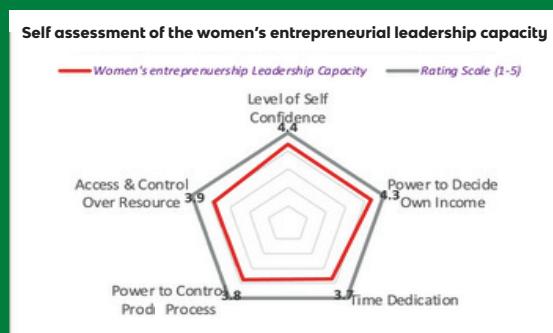 Self assessment of the women's entrepreneurial leadership capacity
Women's entreprenuership Leadership Capacity Rating Scale (1-5)
Level of Self
Confidence
4.4
Access & Control
Over Resource 3.9
4.3 Power to Decide
Own Income
Power to Contro
Prod Process
3.8
3.7 Time Dedication